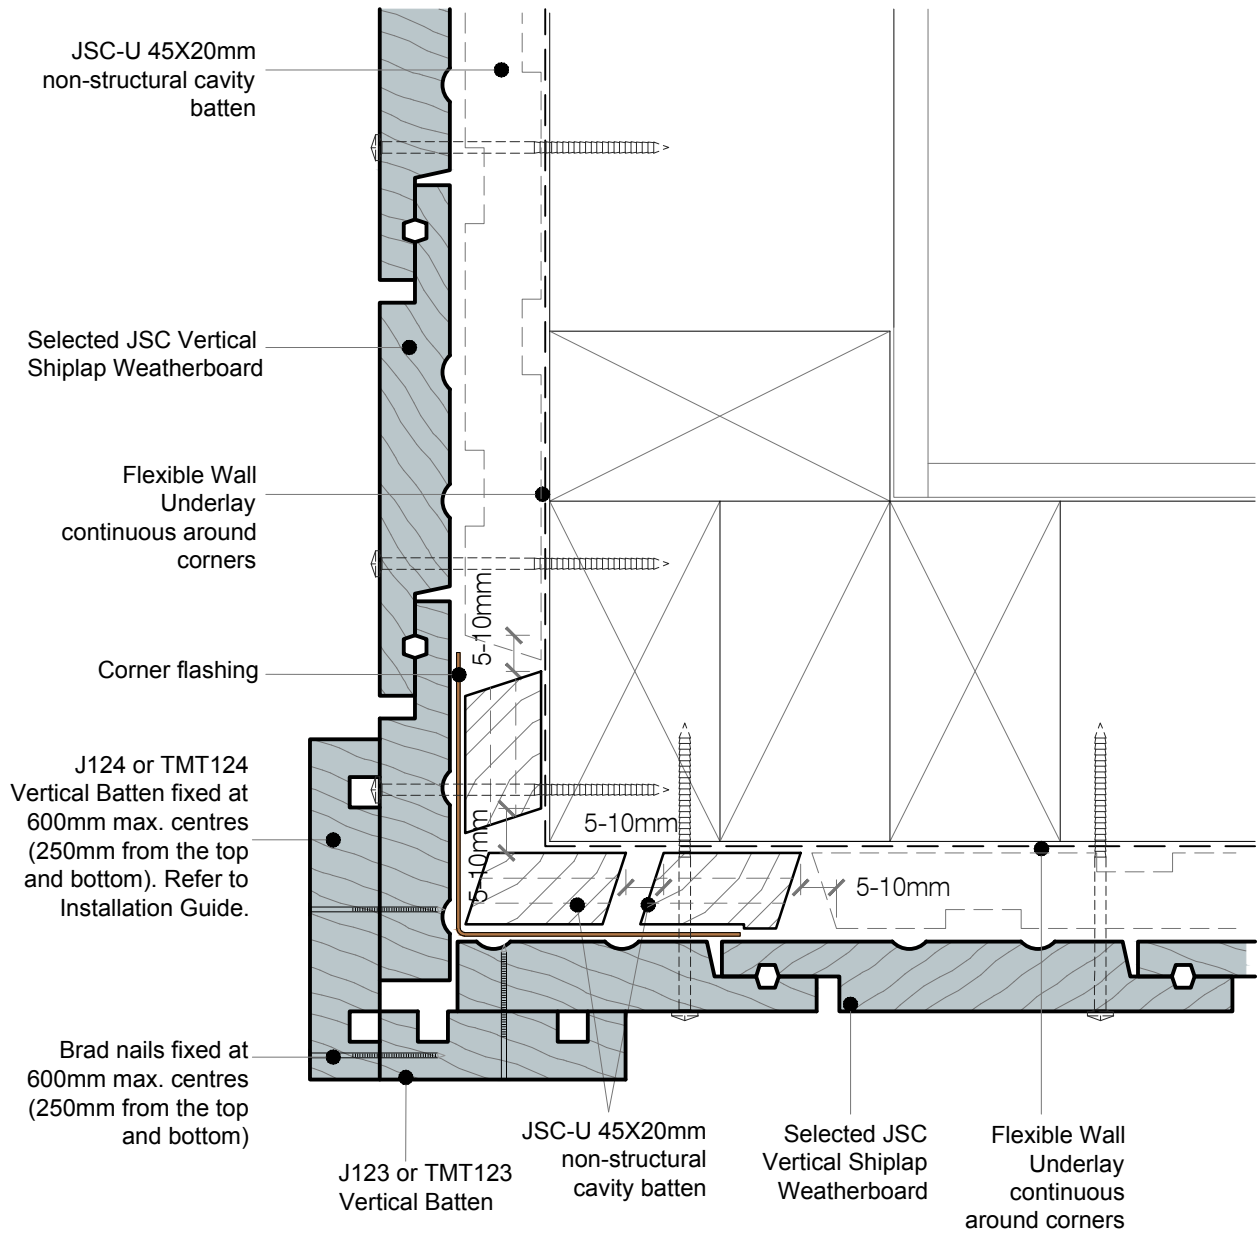 JSC-U 45X20mm
non-structural cavity
batten
Selected JSC Vertical
Shiplap Weatherboard
Flexible Wall
Underlay
continuous around
corners
5-10mm
Corner flashing
J124 or TMT124
Vertical Batten fixed at
600mm max. centres
(250mm from the top
and bottom). Refer to
Installation Guide.
5-10mm
5-10mm
5-10mm
Brad nails fixed at
600mm max. centres
(250mm from the top
and bottom)
J123 or TMT123
Vertical Batten
JSC-U 45X20mm
non-structural
cavity batten
Selected JSC
Vertical Shiplap
Weatherboard
Flexible Wall
Underlay
continuous
around corners